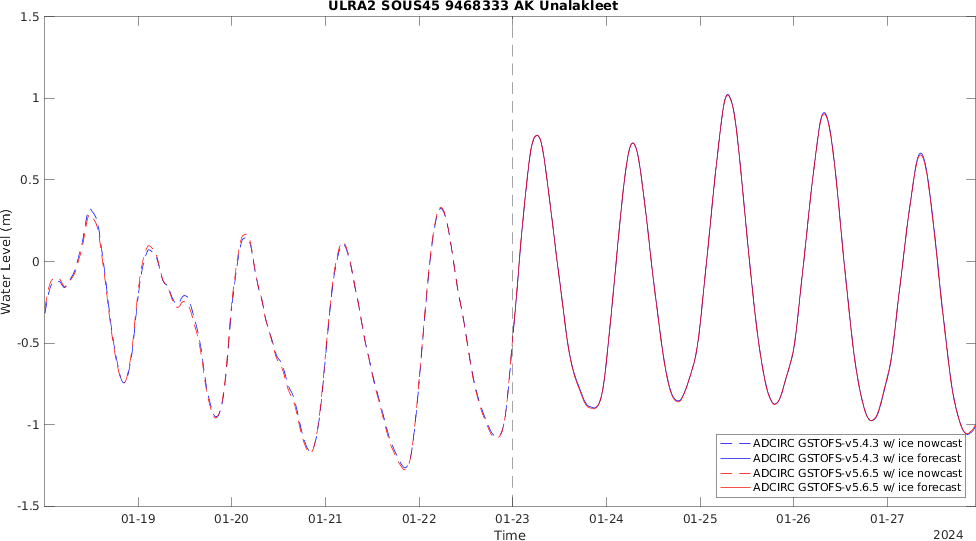 ULRA2 SOUS45 9468333 AK Unalakleet
1.5
1
0.5
0
-0.5
-1
-1.5
Water Level (m)
ADCIRC GSTOFS-v5.4.3 w/ ice nowcast
ADCIRC GSTOFS-v5.4.3 w/ ice forecast
ADCIRC GSTOFS-v5.6.5 w/ ice nowcast
ADCIRC GSTOFS-v5.6.5 w/ ice forecast
01-19 01-20 01-21 01-22 01-23 01-24 01-25 01-26 01-27
Time
2024